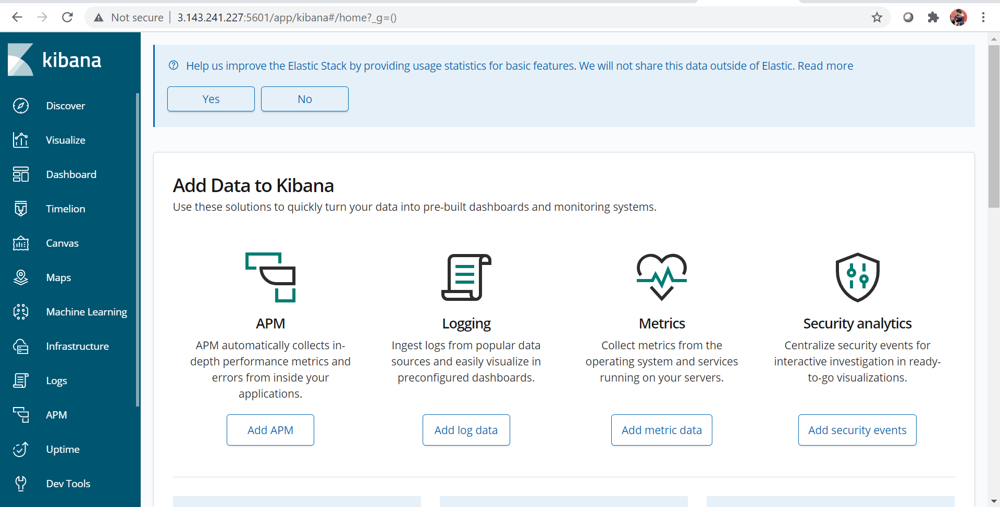 Not secure
3.143.241.227:5601/app/kibana#/home?_g=()
kibana
Discover
Visualize
Dashboard
Timelion
Canvas
Maps
Machine Learning
Infrastructure
Logs
APM
Uptime
Dev Tools
Help us improve the Elastic Stack by providing usage statistics for basic features. We will not share this data outside of Elastic. Read more
Yes
No
Add Data to Kibana
Use these solutions to quickly turn your data into pre-built dashboards and monitoring systems.
APM
APM automatically collects in-
depth performance metrics and
errors from inside your
applications.
Add APM
Logging
Ingest logs from popular data
sources and easily visualize in
preconfigured dashboards.
Add log data
Metrics
Collect metrics from the
operating system and services
running on your servers.
Add metric data
Security analytics
Centralize security events for
interactive investigation in ready-
to-go visualizations.
Add security events